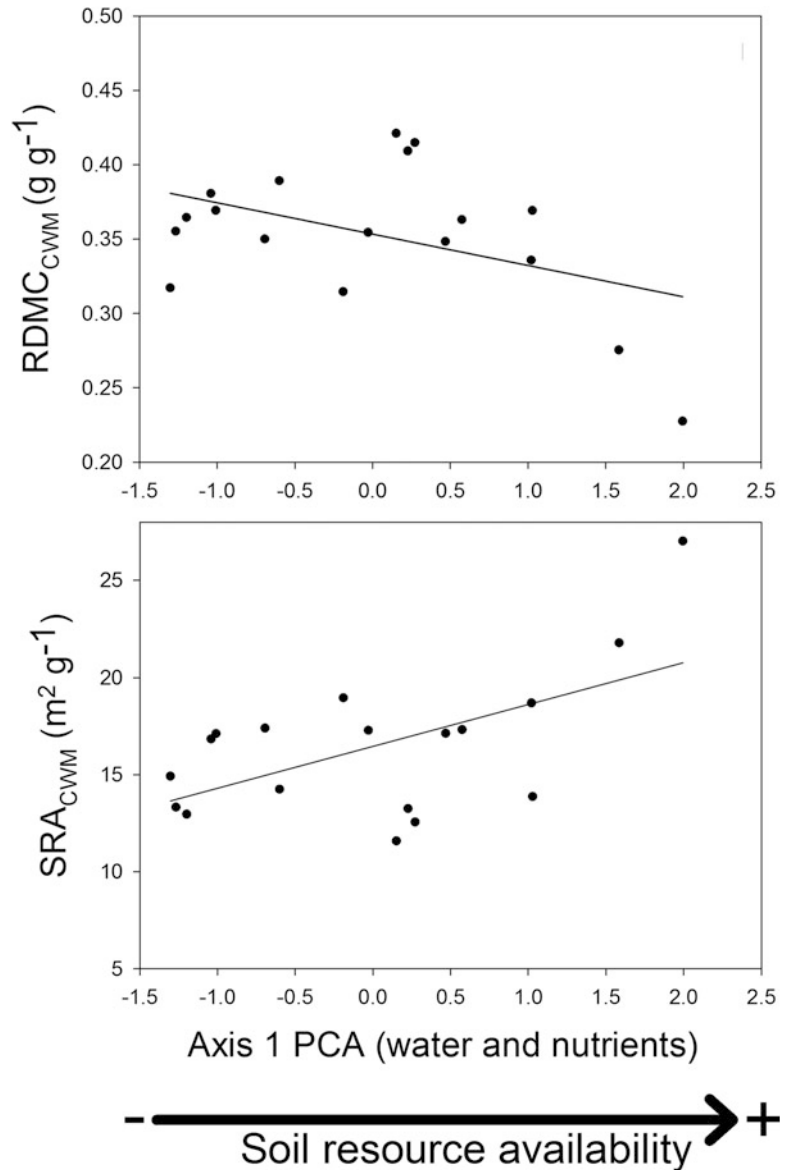 0.50
0.45
0.40
0.35
0.30
0.25
0.20
RDMC_CWM (g g⁻¹)
-1.5 -1.0 -0.5 0.0 0.5 1.0 1.5 2.0 2.5
25
20
15
10
5
SRA_CWM (m² g⁻¹)
-1.5 -1.0 -0.5 0.0 0.5 1.0 1.5 2.0 2.5
Axis 1 PCA (water and nutrients)
- +
Soil resource availability